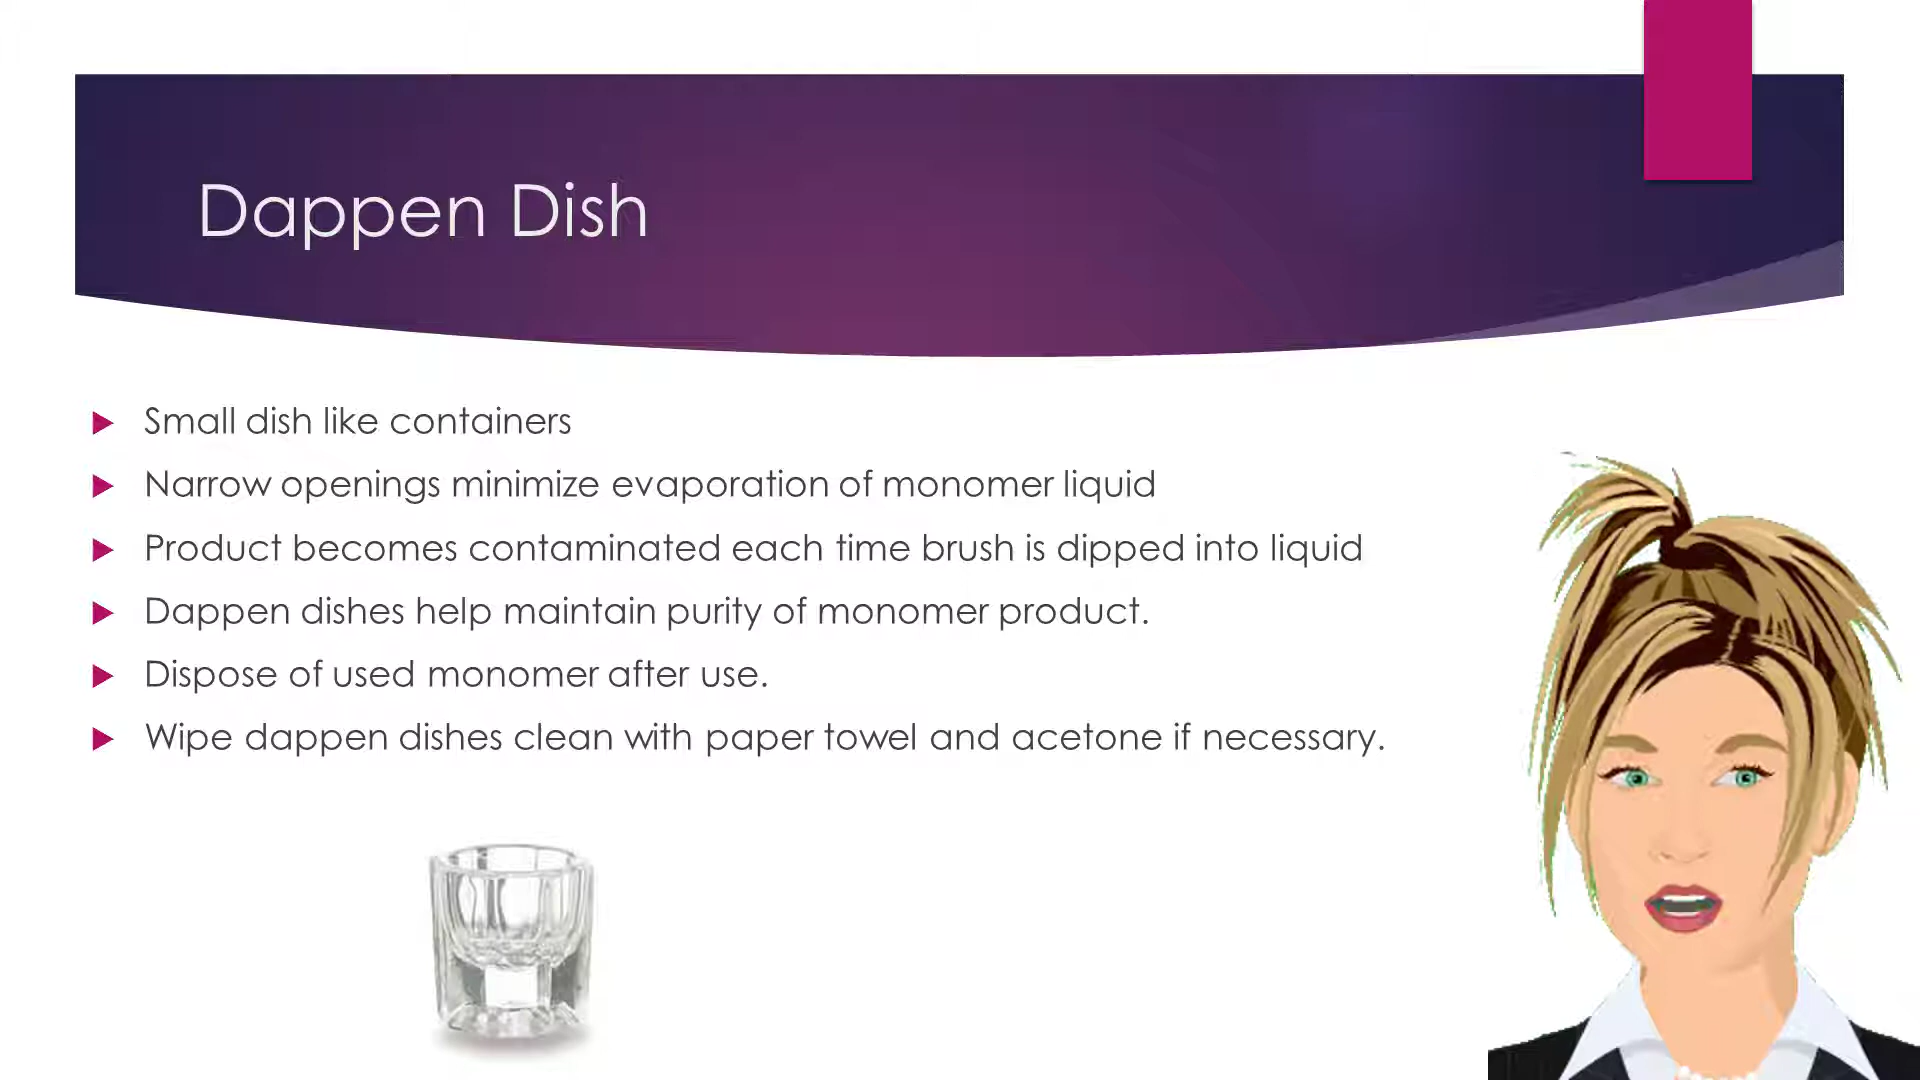 Dappen Dish
Small dish like containers
Narrow openings minimize evaporation of monomer liquid
Product becomes contaminated each time brush is dipped into liquid
Dappen dishes help maintain purity of monomer product.
Dispose of used monomer after use.
Wipe dappen dishes clean with paper towel and acetone if necessary.